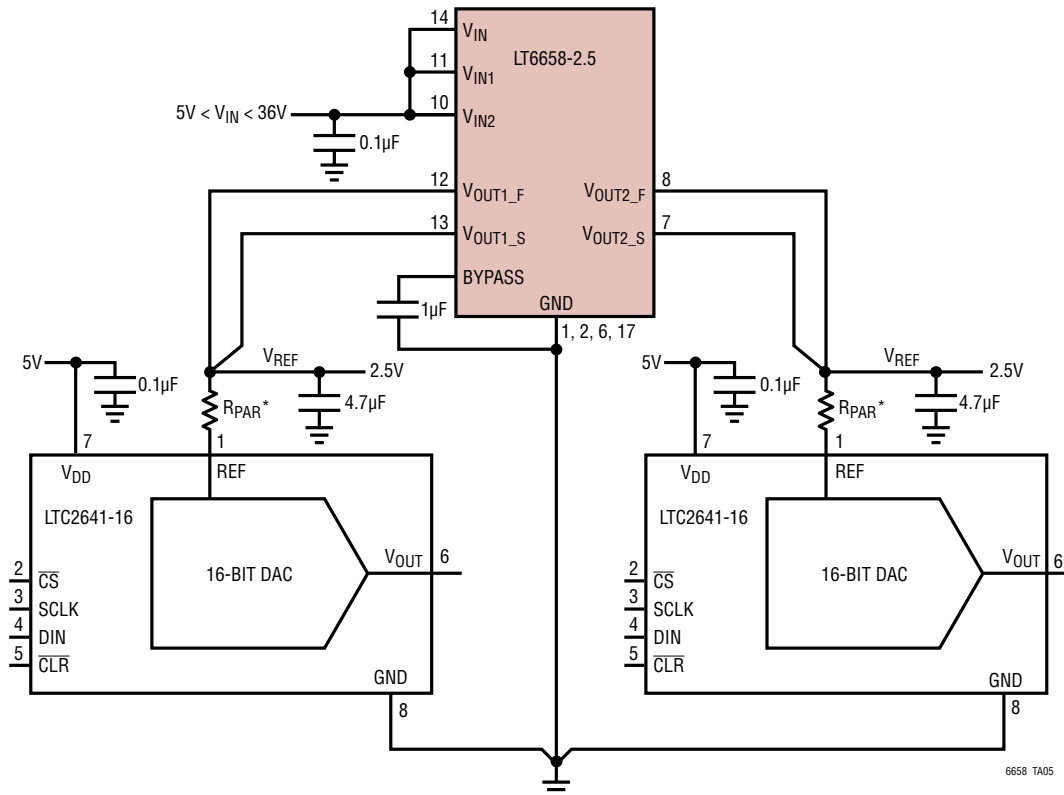 14
V_IN
LT6658-2.5
11
V_IN1
5V < V_IN < 36V
10
V_IN2
0.1µF
12
V_OUT1_F
V_OUT2_F
8
13
V_OUT1_S
V_OUT2_S
7
BYPASS
1µF
GND
1, 2, 6, 17
5V
0.1µF
V_REF
2.5V
R_PAR*
4.7µF
7
1
V_DD
REF
LTC2641-16
16-BIT DAC
V_OUT
6
2
CS
3
SCLK
4
DIN
5
CLR
GND
8
5V
0.1µF
V_REF
2.5V
R_PAR*
4.7µF
7
1
V_DD
REF
LTC2641-16
16-BIT DAC
V_OUT
6
2
CS
3
SCLK
4
DIN
5
CLR
GND
8
6658 TA05